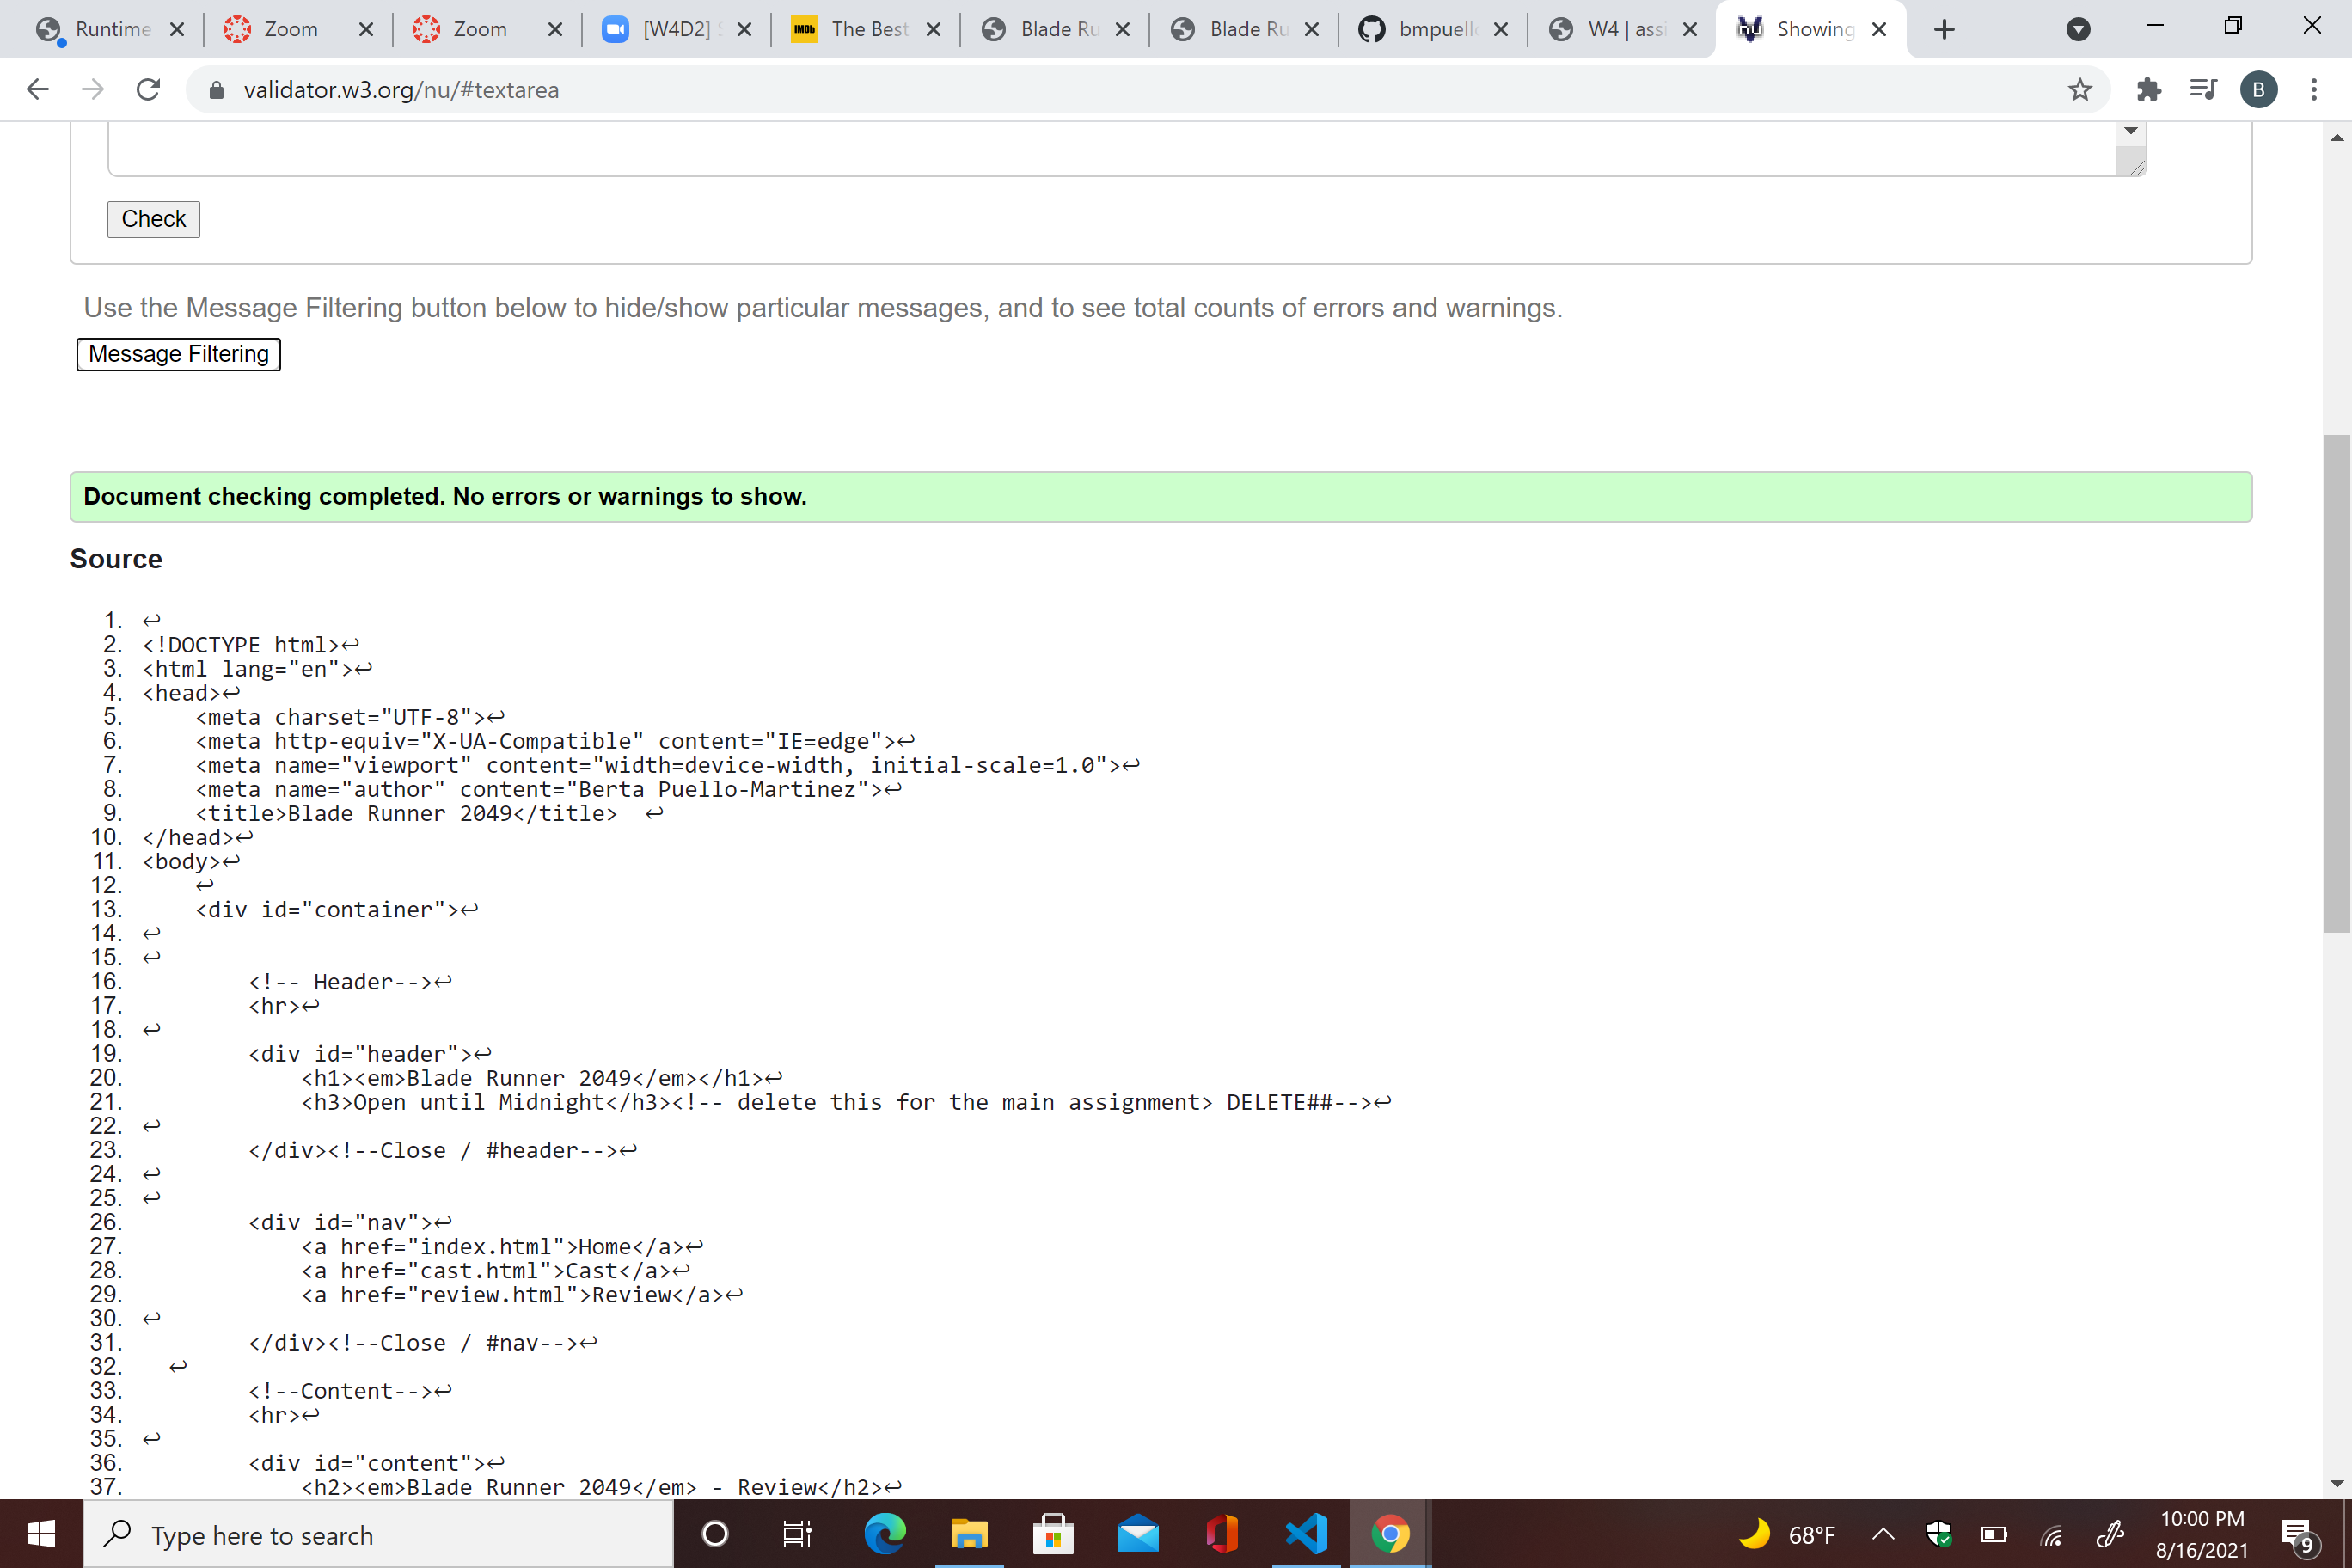 Runtime
Zoom
Zoom
[W4D2] S
IMDb
The Best
Blade Ru
Blade Ru
bmpuello
W4 | assi
Showing
validator.w3.org/nu/#textarea
B
Check
Use the Message Filtering button below to hide/show particular messages, and to see total counts of errors and warnings.
Message Filtering
Document checking completed. No errors or warnings to show.
Source
1. ↩
2. <!DOCTYPE html>↩
3. <html lang="en">↩
4. <head>↩
5.     <meta charset="UTF-8">↩
6.     <meta http-equiv="X-UA-Compatible" content="IE=edge">↩
7.     <meta name="viewport" content="width=device-width, initial-scale=1.0">↩
8.     <meta name="author" content="Berta Puello-Martinez">↩
9.     <title>Blade Runner 2049</title>  ↩
10. </head>↩
11. <body>↩
12.     ↩
13.     <div id="container">↩
14. ↩
15. ↩
16.         <!-- Header-->↩
17.         <hr>↩
18. ↩
19.         <div id="header">↩
20.             <h1><em>Blade Runner 2049</em></h1>↩
21.             <h3>Open until Midnight</h3><!-- delete this for the main assignment> DELETE##-->↩
22. ↩
23.         </div><!--Close / #header-->↩
24. ↩
25. ↩
26.         <div id="nav">↩
27.             <a href="index.html">Home</a>↩
28.             <a href="cast.html">Cast</a>↩
29.             <a href="review.html">Review</a>↩
30. ↩
31.         </div><!--Close / #nav-->↩
32.   ↩
33.         <!--Content-->↩
34.         <hr>↩
35. ↩
36.         <div id="content">↩
37.             <h2><em>Blade Runner 2049</em> - Review</h2>↩
Type here to search
68°F
10:00 PM
8/16/2021
9